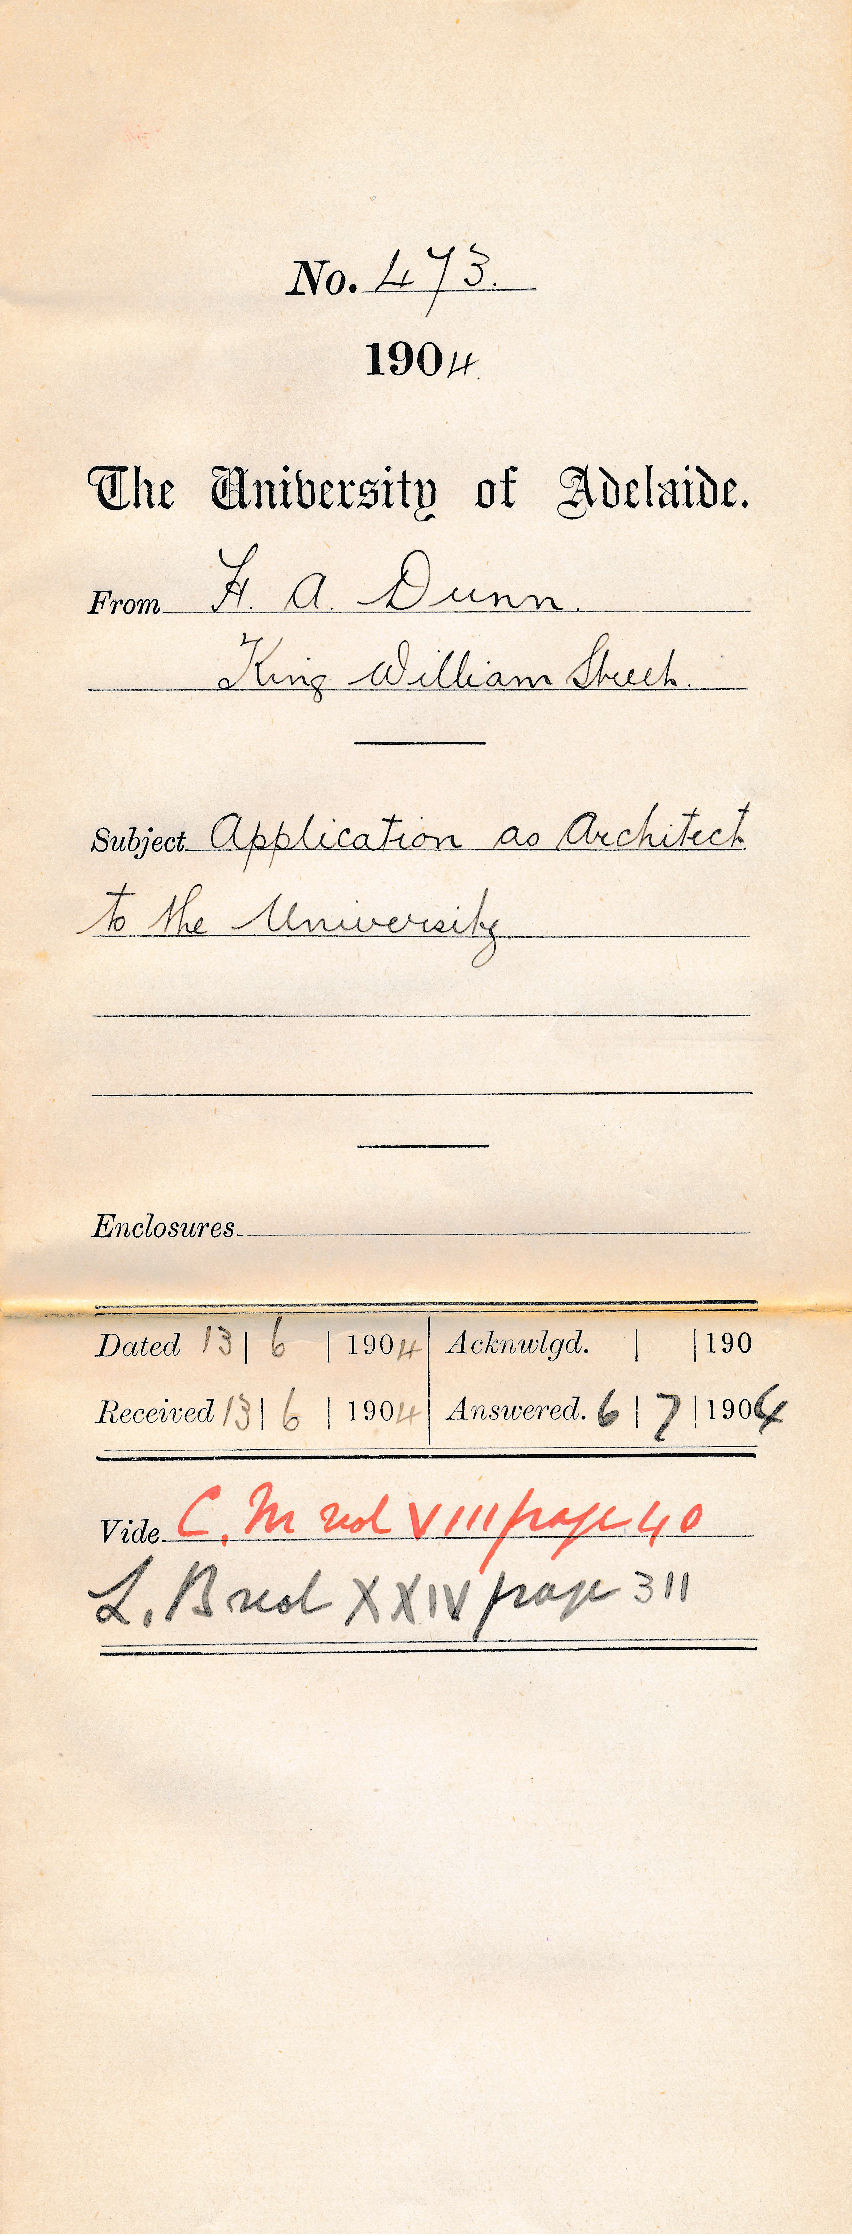 No. 473.
1904
The University of Adelaide.
From H. A. Dunn.
King William Street.
Subject Application as Architect
to the University
Enclosures
Dated 13 | 6 | 1904 | Acknwlgd. | | 190
Received 13 | 6 | 1904 | Answered. 6 | 7 | 1904
Vide C. M vol VIII page 40
L. B vol XXIV page 311